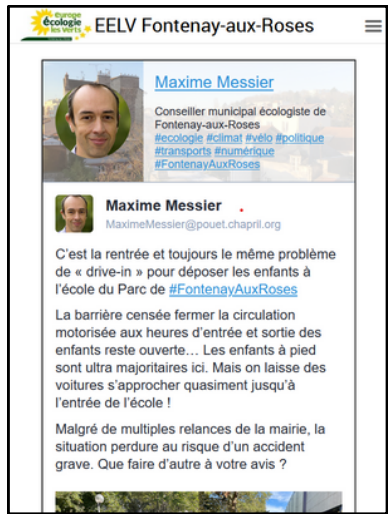 europe
écologie
les verts
EELV Fontenay-aux-Roses
Maxime Messier
Conseiller municipal écologiste de
Fontenay-aux-Roses
#ecologie #climat #vélo #politique
#transports #numérique
#FontenayAuxRoses
Maxime Messier
MaximeMessier@pouet.chapril.org
C'est la rentrée et toujours le même problème
de « drive-in » pour déposer les enfants à
l'école du Parc de #FontenayAuxRoses
La barrière censée fermer la circulation
motorisée aux heures d'entrée et sortie des
enfants reste ouverte… Les enfants à pied
sont ultra majoritaires ici. Mais on laisse des
voitures s'approcher quasiment jusqu'à
l'entrée de l'école !
Malgré de multiples relances de la mairie, la
situation perdure au risque d'un accident
grave. Que faire d'autre à votre avis ?